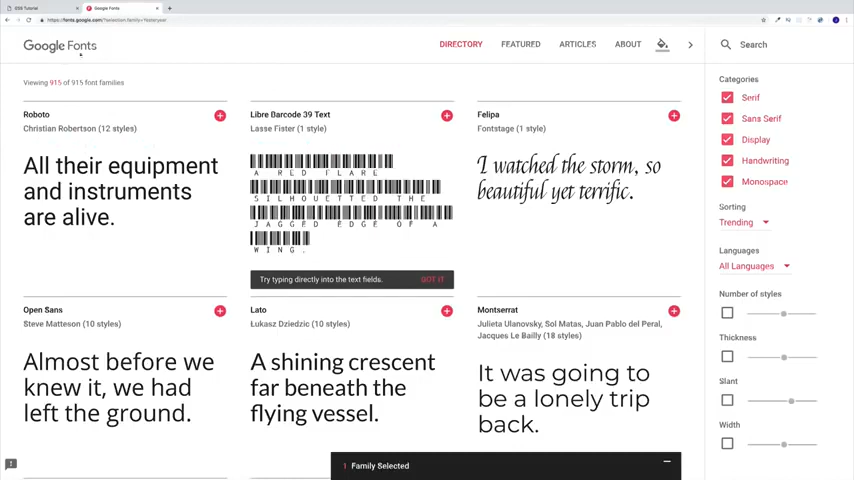 CSS Tutorial
Google Fonts
Google Fonts
DIRECTORY
FEATURED
ARTICLES
ABOUT
Search
Viewing 915 of 915 font families
Roboto
Christian Robertson (12 styles)
All their equipment
and instruments
are alive.
Libre Barcode 39 Text
Lasse Fister (1 style)
A RED FLARE
SILHOUETTED THE
JAGGED EDGE OF A
WING.
Try typing directly into the text fields.
GOT IT
Felipa
Fontstage (1 style)
I watched the storm, so
beautiful yet terrific.
Open Sans
Steve Matteson (10 styles)
Almost before we
knew it, we had
left the ground.
Lato
Łukasz Dziedzic (10 styles)
A shining crescent
far beneath the
flying vessel.
Montserrat
Julieta Ulanovsky, Sol Matas, Juan Pablo del Peral,
Jacques Le Bailly (18 styles)
It was going to
be a lonely trip
back.
Categories
Serif
Sans Serif
Display
Handwriting
Monospace
Sorting
Trending
Languages
All Languages
Number of styles
Thickness
Slant
Width
1 Family Selected